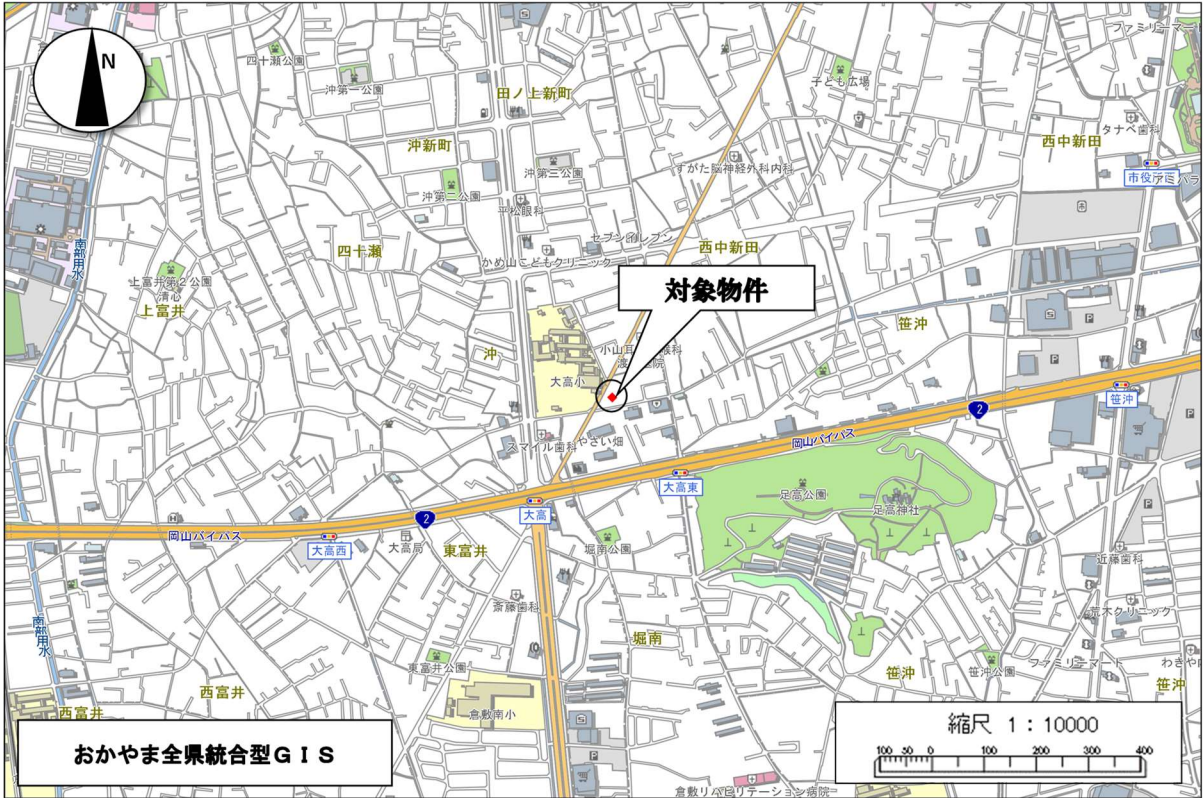 N
四十瀬公園
沖第一公園
田ノ上新町
子ども広場
ファミリーマート
タナベ歯科
西中新田
沖新町
沖第三公園
すがた脳神経外科内科
沖第二公園
平松眼科
南部用水
四十瀬
セブンイレブン
西中新田
かめ山こどもクリニック
上富井第2公園
清心
上富井
対象物件
笹沖
沖
大高小
スマイル歯科
やさい畑
岡山バイパス
2
笹沖
大高東
足高公園
足高神社
大高
岡山バイパス
2
大高西
大高局
東富井
堀南公園
近藤歯科
斎藤歯科
荒木クリニック
南部用水
堀南
東富井公園
笹沖
笹沖公園
ファミリーマート
笹沖
西富井
西富井
倉敷南小
おかやま全県統合型GIS
縮尺 1:10000
100 50 0 100 200 300 400
倉敷リハビリテーション病院